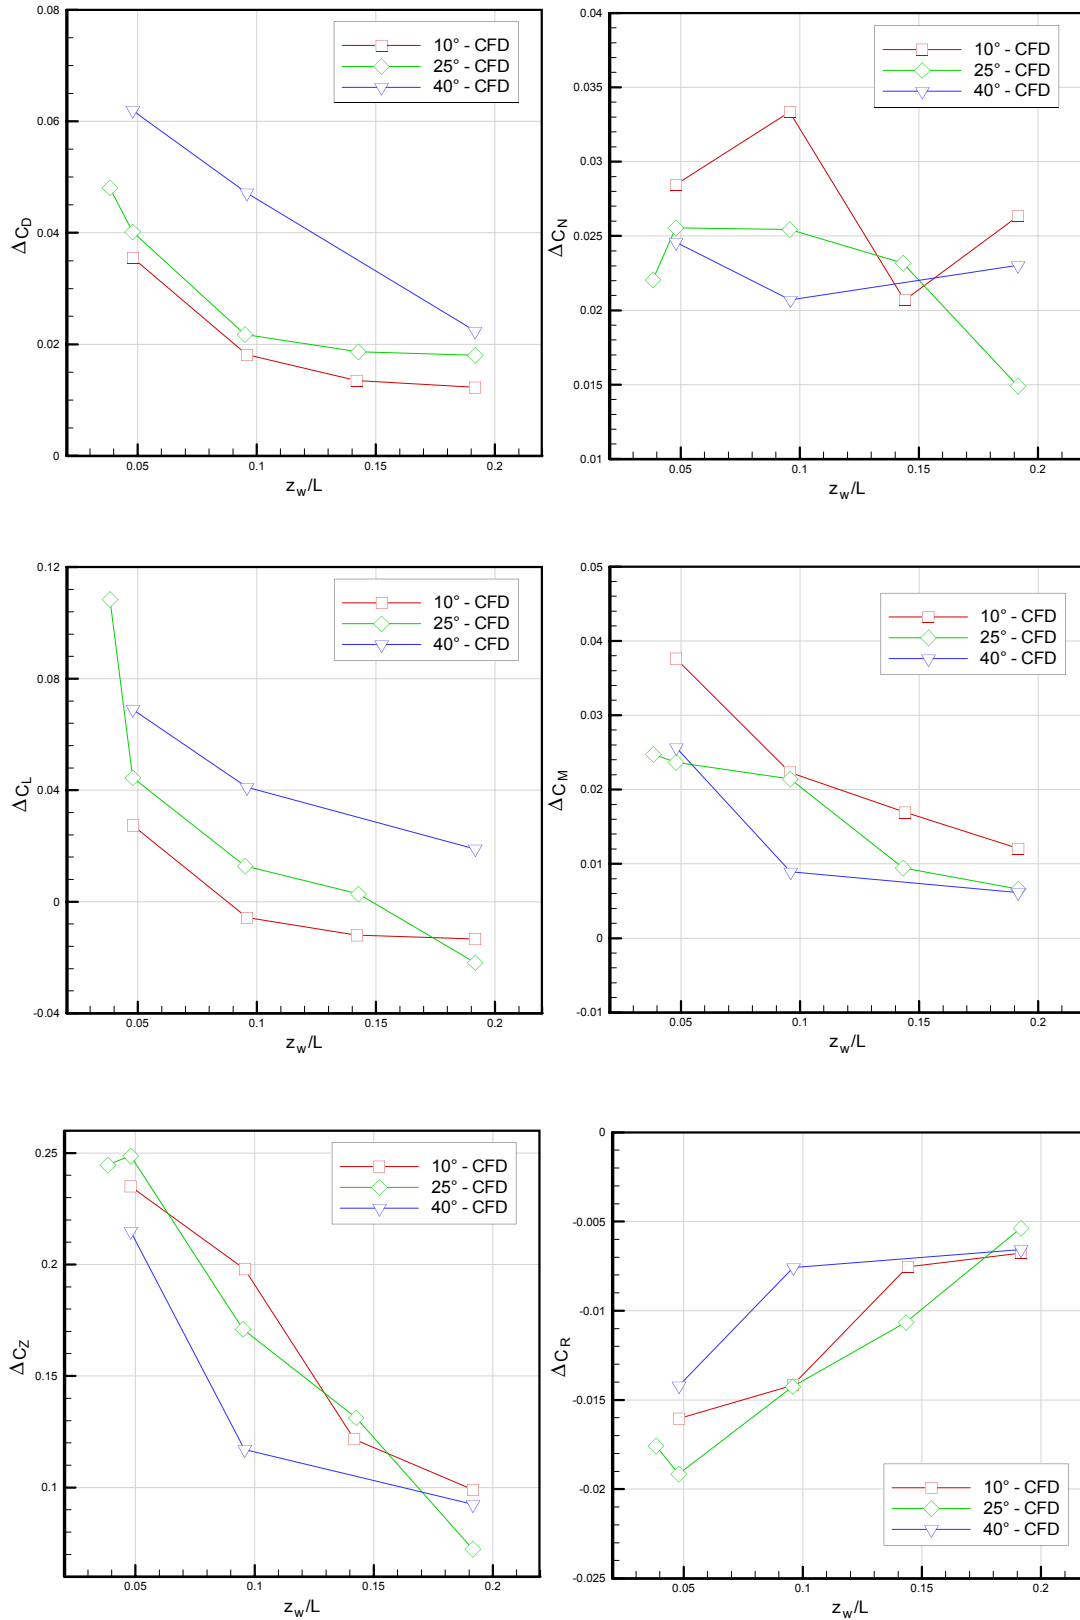 0.08
0.06
0.04
0.02
0
ΔC_D
10° - CFD
25° - CFD
40° - CFD
0.05 0.1 0.15 0.2
z_w/L
0.04
0.035
0.03
0.025
0.02
0.015
0.01
ΔC_N
10° - CFD
25° - CFD
40° - CFD
0.05 0.1 0.15 0.2
z_w/L
0.12
0.08
0.04
0
-0.04
ΔC_L
10° - CFD
25° - CFD
40° - CFD
0.05 0.1 0.15 0.2
z_w/L
0.05
0.04
0.03
0.02
0.01
0
-0.01
ΔC_M
10° - CFD
25° - CFD
40° - CFD
0.05 0.1 0.15 0.2
z_w/L
0.25
0.2
0.15
0.1
ΔC_Z
10° - CFD
25° - CFD
40° - CFD
0.05 0.1 0.15 0.2
z_w/L
0
-0.005
-0.01
-0.015
-0.02
-0.025
ΔC_R
10° - CFD
25° - CFD
40° - CFD
0.05 0.1 0.15 0.2
z_w/L